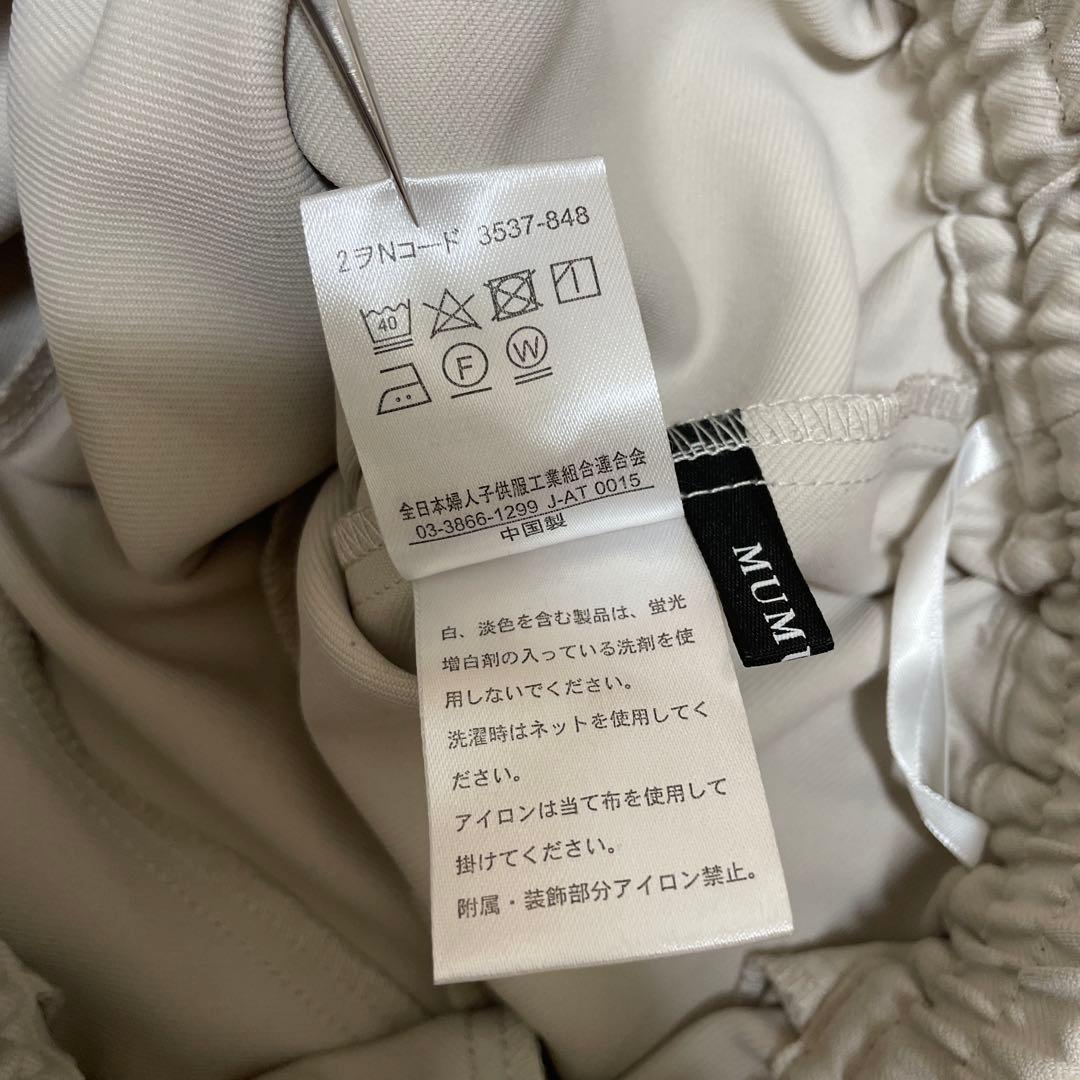 2ヲNコード 3537-848
40
F W
全日本婦人子供服工業組合連合会
03-3866-1299 J-AT 0015
中国製
白、淡色を含む製品は、蛍光
増白剤の入っている洗剤を使
用しないでください。
洗濯時はネットを使用してく
ださい。
アイロンは当て布を使用して
掛けてください。
附属・装飾部分アイロン禁止。
MUM